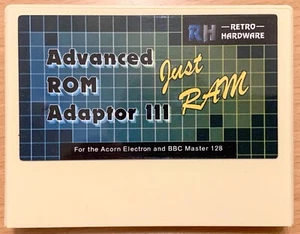 RH RETRO
HARDWARE
Advanced
ROM
Adaptor III
Just
RAM
For the Acorn Electron and BBC Master 128